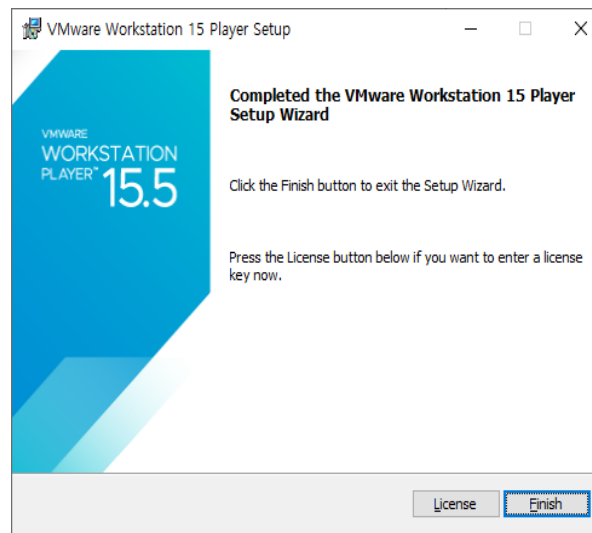 VMware Workstation 15 Player Setup
VMWARE
WORKSTATION
PLAYER™ 15.5
Completed the VMware Workstation 15 Player
Setup Wizard
Click the Finish button to exit the Setup Wizard.
Press the License button below if you want to enter a license
key now.
License
Finish